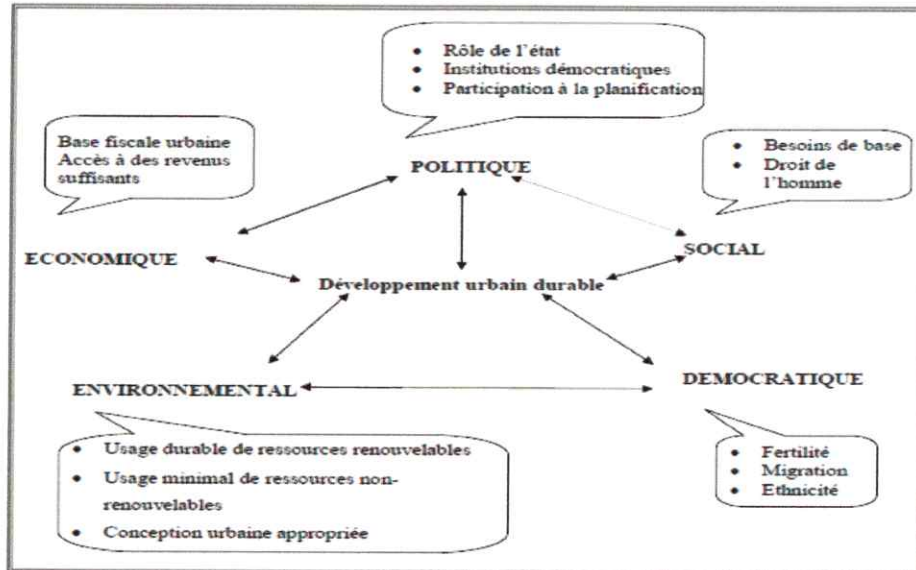 • Rôle de l'état
• Institutions démocratiques
• Participation à la planification
Base fiscale urbaine
Accès à des revenus
suffisants
• Besoins de base
• Droit de
l'homme
POLITIQUE
ECONOMIQUE
SOCIAL
Développement urbain durable
ENVIRONNEMENTAL
DEMOCRATIQUE
• Usage durable de ressources renouvelables
• Usage minimal de ressources non-
renouvelables
• Conception urbaine appropriée
• Fertilité
• Migration
• Ethnicité